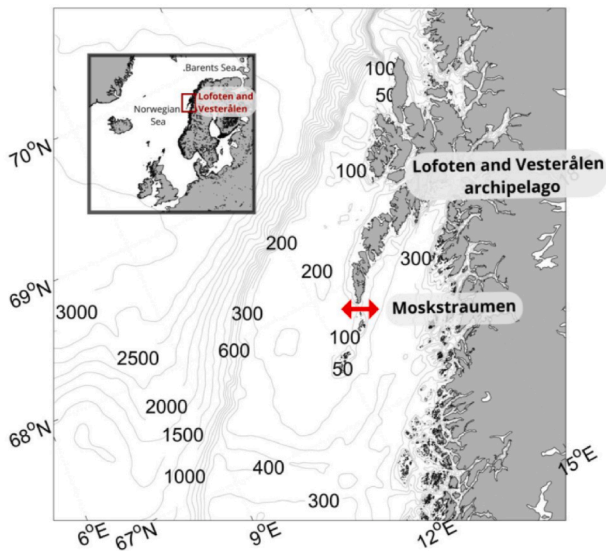 Barents Sea
Lofoten and
Vesterålen
Norwegian
Sea
100
50
70°N
100
Lofoten and Vesterålen
archipelago
200
300
200
69°N
3000
300
Moskstraumen
100
600
2500
50
2000
68°N
1500
400
1000
15°E
300
6°E
67°N
9°E
12°E